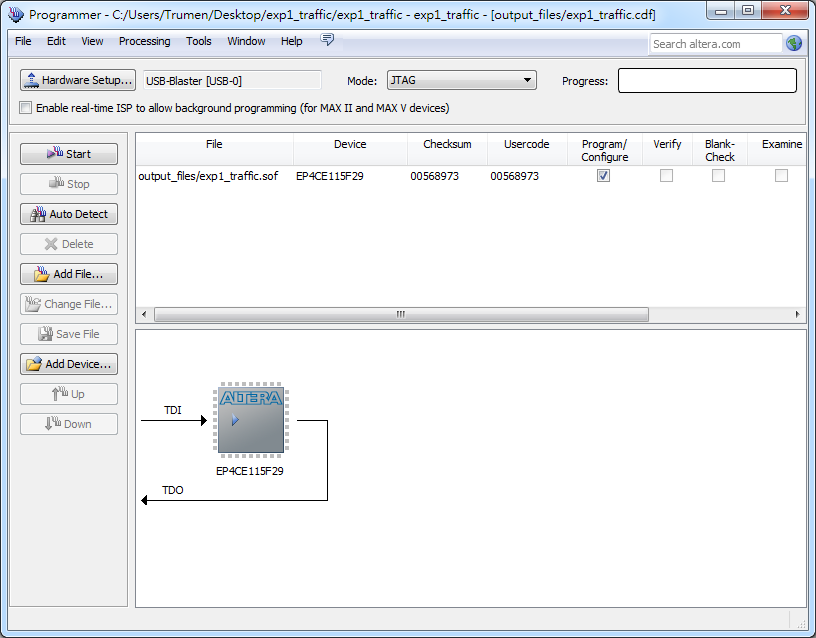 Programmer - C:/Users/Trumen/Desktop/exp1_traffic/exp1_traffic - exp1_traffic - [output_files/exp1_traffic.cdf]
File Edit View Processing Tools Window Help
Search altera.com
Hardware Setup... USB-Blaster [USB-0] Mode: JTAG Progress:
Enable real-time ISP to allow background programming (for MAX II and MAX V devices)
Start
Stop
Auto Detect
Delete
Add File...
Change File...
Save File
Add Device...
Up
Down
File Device Checksum Usercode Program/ Verify Blank- Examine
Configure Check
output_files/exp1_traffic.sof EP4CE115F29 00568973 00568973
TDI
ALTERA
EP4CE115F29
TDO